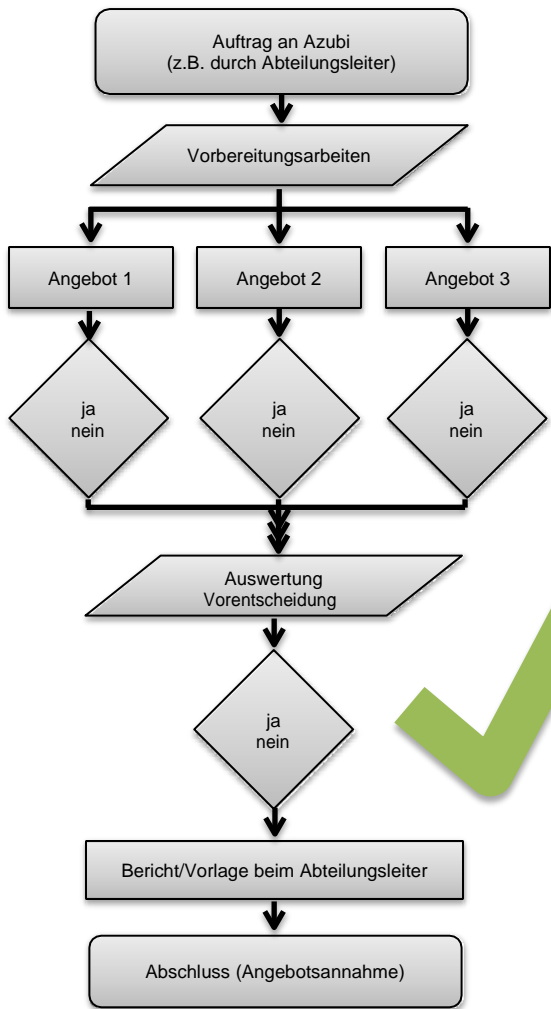 Auftrag an Azubi
(z.B. durch Abteilungsleiter)
Vorbereitungsarbeiten
Angebot 1
Angebot 2
Angebot 3
ja
nein
ja
nein
ja
nein
Auswertung
Vorentscheidung
ja
nein
Bericht/Vorlage beim Abteilungsleiter
Abschluss (Angebotsannahme)